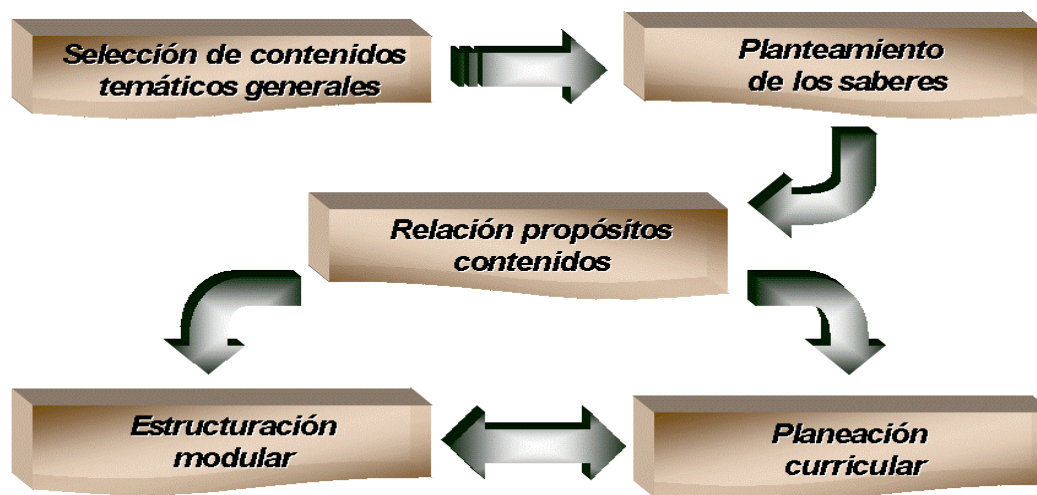 Selección de contenidos
temáticos generales
Planteamiento
de los saberes
Relación propósitos
contenidos
Estructuración
modular
Planeación
curricular